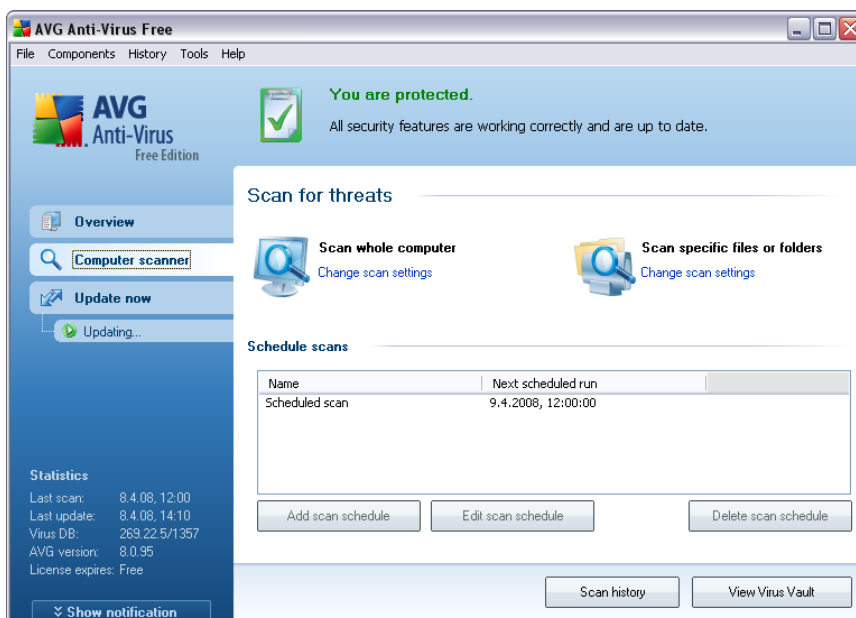 AVG Anti-Virus Free
File Components History Tools Help
AVG
Anti-Virus
Free Edition
You are protected.
All security features are working correctly and are up to date.
Overview
Computer scanner
Update now
Updating...
Scan for threats
Scan whole computer
Change scan settings
Scan specific files or folders
Change scan settings
Schedule scans
Name Next scheduled run
Scheduled scan 9.4.2008, 12:00:00
Add scan schedule Edit scan schedule Delete scan schedule
Statistics
Last scan: 8.4.08, 12:00
Last update: 8.4.08, 14:10
Virus DB: 269.22.5/1357
AVG version: 8.0.95
License expires: Free
Show notification
Scan history View Virus Vault